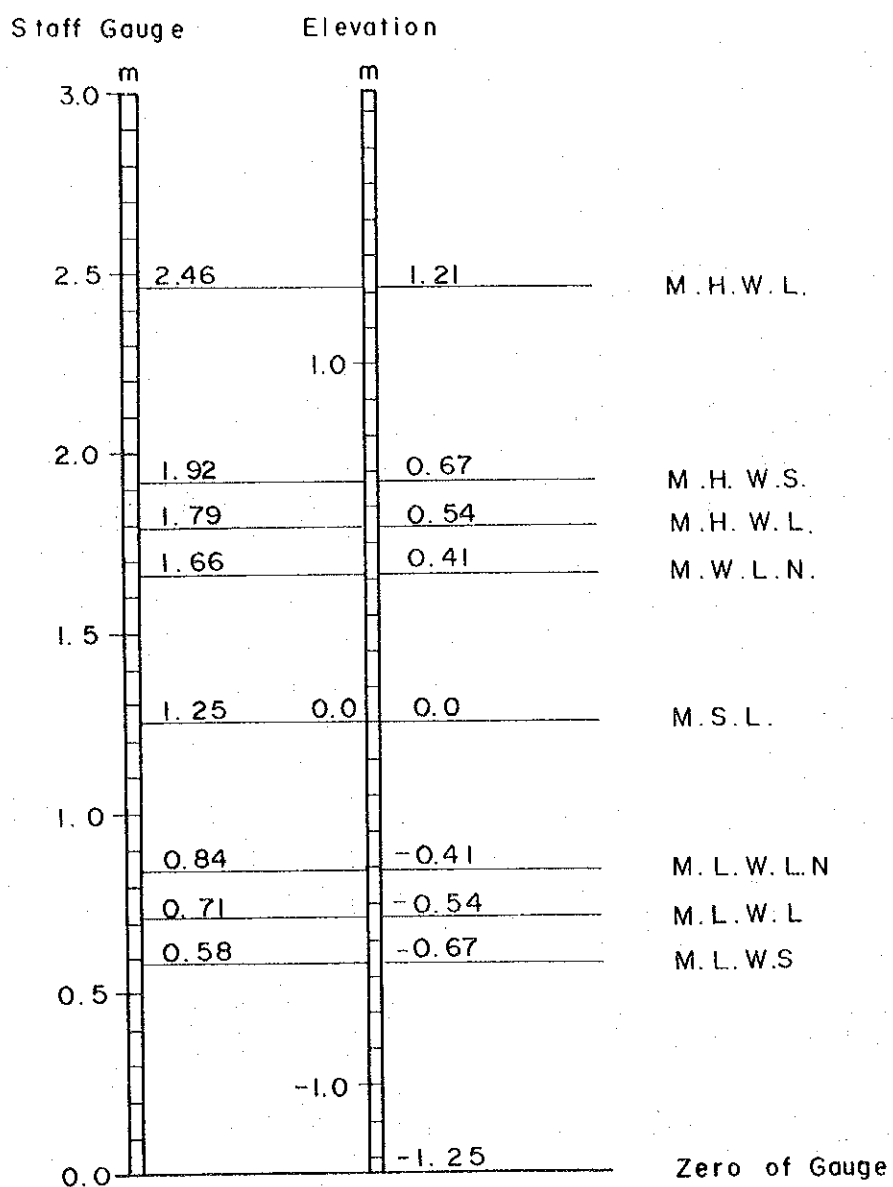 Staff Gauge Elevation
m m
3.0
2.5 2.46 1.21 M.H.W.L.
1.0
2.0 1.92 0.67 M.H.W.S.
1.79 0.54 M.H.W.L.
1.66 0.41 M.W.L.N.
1.5
1.25 0.0 0.0 M.S.L.
1.0
0.84 -0.41 M.L.W.L.N
0.71 -0.54 M.L.W.L
0.58 -0.67 M.L.W.S
0.5
-1.0
0.0 -1.25 Zero of Gauge